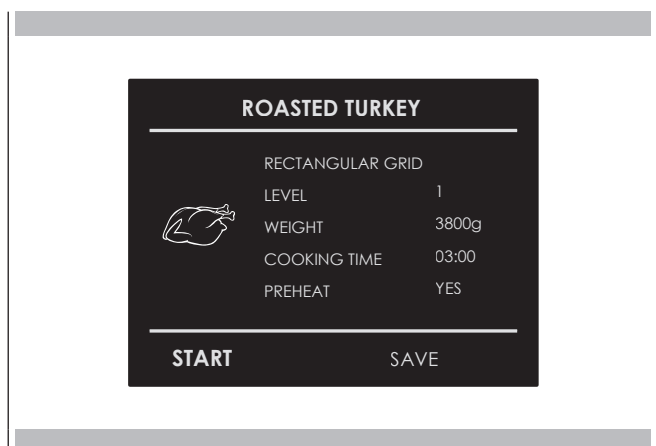 ROASTED TURKEY
RECTANGULAR GRID
LEVEL 1
WEIGHT 3800g
COOKING TIME 03:00
PREHEAT YES
START SAVE